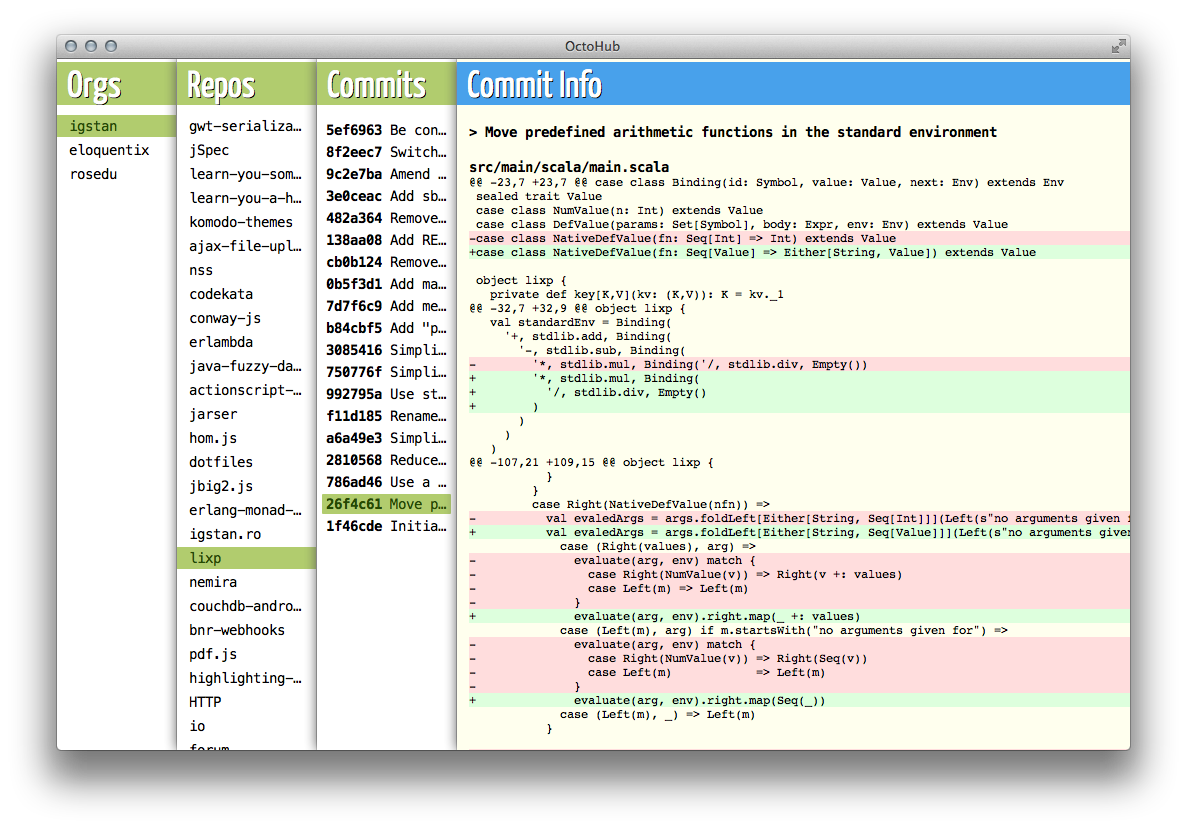 OctoHub
Orgs
igstan
eloquentix
rosedu
Repos
gwt-serializa…
jSpec
learn-you-som…
learn-you-a-h…
komodo-themes
ajax-file-upl…
nss
codekata
conway-js
erlambda
java-fuzzy-da…
actionscript-…
jarser
hom.js
dotfiles
jbig2.js
erlang-monad-…
igstan.ro
lixp
nemira
couchdb-andro…
bnr-webhooks
pdf.js
highlighting-…
HTTP
io
forum
Commits
5ef6963 Be con…
8f2eec7 Switch…
9c2e7ba Amend …
3e0ceac Add sb…
482a364 Remove…
138aa08 Add RE…
cb0b124 Remove…
0b5f3d1 Add ma…
7d7f6c9 Add me…
b84cbf5 Add "p…
3085416 Simpli…
750776f Simpli…
992795a Use st…
f11d185 Rename…
a6a49e3 Simpli…
2810568 Reduce…
786ad46 Use a …
26f4c61 Move p…
1f46cde Initia…
Commit Info
> Move predefined arithmetic functions in the standard environment
src/main/scala/main.scala
@@ -23,7 +23,7 @@ case class Binding(id: Symbol, value: Value, next: Env) extends Env
 sealed trait Value
 case class NumValue(n: Int) extends Value
 case class DefValue(params: Set[Symbol], body: Expr, env: Env) extends Value
-case class NativeDefValue(fn: Seq[Int] => Int) extends Value
+case class NativeDefValue(fn: Seq[Value] => Either[String, Value]) extends Value
 object lixp {
   private def key[K,V](kv: (K,V)): K = kv._1
@@ -32,7 +32,9 @@ object lixp {
   val standardEnv = Binding(
     '+, stdlib.add, Binding(
       '-, stdlib.sub, Binding(
-        '*, stdlib.mul, Binding('/, stdlib.div, Empty())
+        '*, stdlib.mul, Binding(
+          '/, stdlib.div, Empty()
+        )
       )
     )
   )
@@ -107,21 +109,15 @@ object lixp {
           }
         }
         case Right(NativeDefValue(nfn)) =>
-          val evaledArgs = args.foldLeft[Either[String, Seq[Int]]](Left(s"no arguments given f
+          val evaledArgs = args.foldLeft[Either[String, Seq[Value]]](Left(s"no arguments given
            case (Right(values), arg) =>
-              evaluate(arg, env) match {
-                case Right(NumValue(v)) => Right(v +: values)
-                case Left(m) => Left(m)
-              }
+              evaluate(arg, env).right.map(_ +: values)
            case (Left(m), arg) if m.startsWith("no arguments given for") =>
-              evaluate(arg, env) match {
-                case Right(NumValue(v)) => Right(Seq(v))
-                case Left(m)            => Left(m)
-              }
+              evaluate(arg, env).right.map(Seq(_))
            case (Left(m), _) => Left(m)
          }